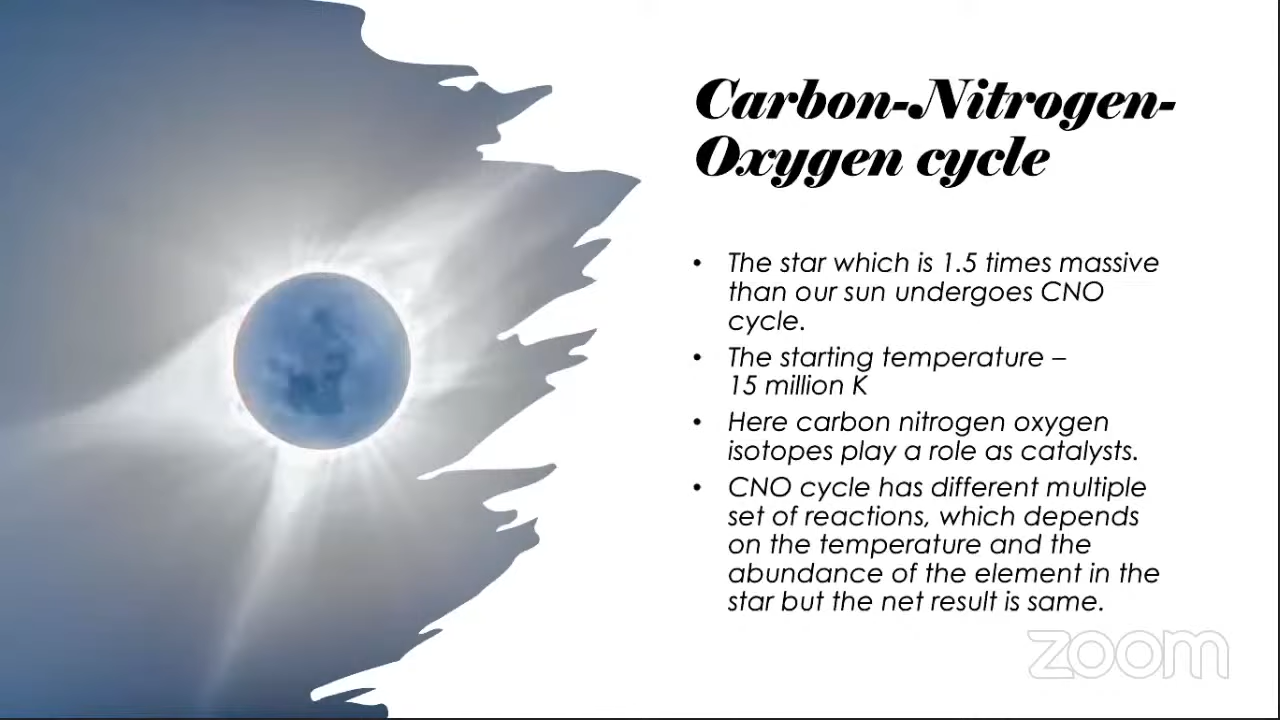 Carbon-Nitrogen-
Oxygen cycle
• The star which is 1.5 times massive
than our sun undergoes CNO
cycle.
• The starting temperature –
15 million K
• Here carbon nitrogen oxygen
isotopes play a role as catalysts.
• CNO cycle has different multiple
set of reactions, which depends
on the temperature and the
abundance of the element in the
star but the net result is same.
zoom